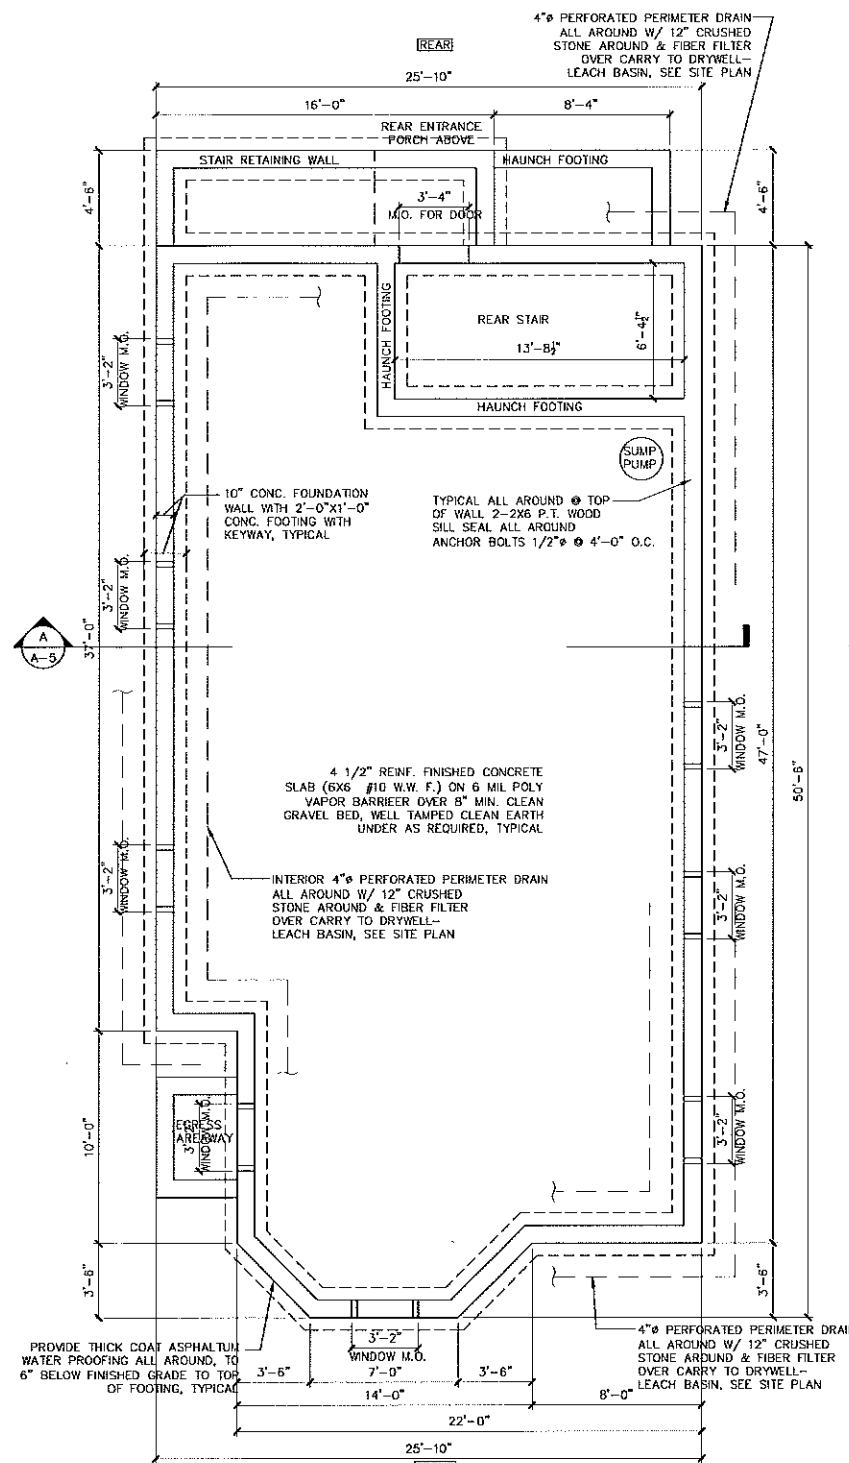 4"ø PERFORATED PERIMETER DRAIN
ALL AROUND W/ 12" CRUSHED
STONE AROUND & FIBER FILTER
OVER CARRY TO DRYWELL-
LEACH BASIN, SEE SITE PLAN
REAR
25'-10"
16'-0"
8'-4"
REAR ENTRANCE
PORCH ABOVE
STAIR RETAINING WALL
HAUNCH FOOTING
4'-6"
4'-6"
3'-4"
M.O. FOR DOOR
HAUNCH FOOTING
REAR STAIR
6'-4½"
13'-8½"
HAUNCH FOOTING
3'-2"
WINDOW M.O.
SUMP
PUMP
10" CONC. FOUNDATION
WALL WITH 2'-0"X1'-0"
CONC. FOOTING WITH
KEYWAY, TYPICAL
TYPICAL ALL AROUND @ TOP
OF WALL 2-2X6 P.T. WOOD
SILL SEAL ALL AROUND
ANCHOR BOLTS 1/2"ø @ 4'-0" O.C.
3'-2"
WINDOW M.O.
A
A-5
37'-0"
3'-2"
WINDOW M.O.
47'-0"
50'-6"
4 1/2" REINF. FINISHED CONCRETE
SLAB (6X6 #10 W.W. F.) ON 6 MIL POLY
VAPOR BARRIEER OVER 8" MIN. CLEAN
GRAVEL BED, WELL TAMPED CLEAN EARTH
UNDER AS REQUIRED, TYPICAL
3'-2"
WINDOW M.O.
INTERIOR 4"ø PERFORATED PERIMETER DRAIN
ALL AROUND W/ 12" CRUSHED
STONE AROUND & FIBER FILTER
OVER CARRY TO DRYWELL-
LEACH BASIN, SEE SITE PLAN
3'-2"
WINDOW M.O.
10'-0"
EGRESS
AREAWAY
3'-2"
WINDOW M.O.
3'-2"
WINDOW M.O.
3'-6"
3'-6"
PROVIDE THICK COAT ASPHALTUM
WATER PROOFING ALL AROUND, TO
6" BELOW FINISHED GRADE TO TOP
OF FOOTING, TYPICAL
3'-2"
WINDOW M.O.
4"ø PERFORATED PERIMETER DRAIN
ALL AROUND W/ 12" CRUSHED
STONE AROUND & FIBER FILTER
OVER CARRY TO DRYWELL-
LEACH BASIN, SEE SITE PLAN
3'-6"
7'-0"
3'-6"
14'-0"
8'-0"
22'-0"
25'-10"